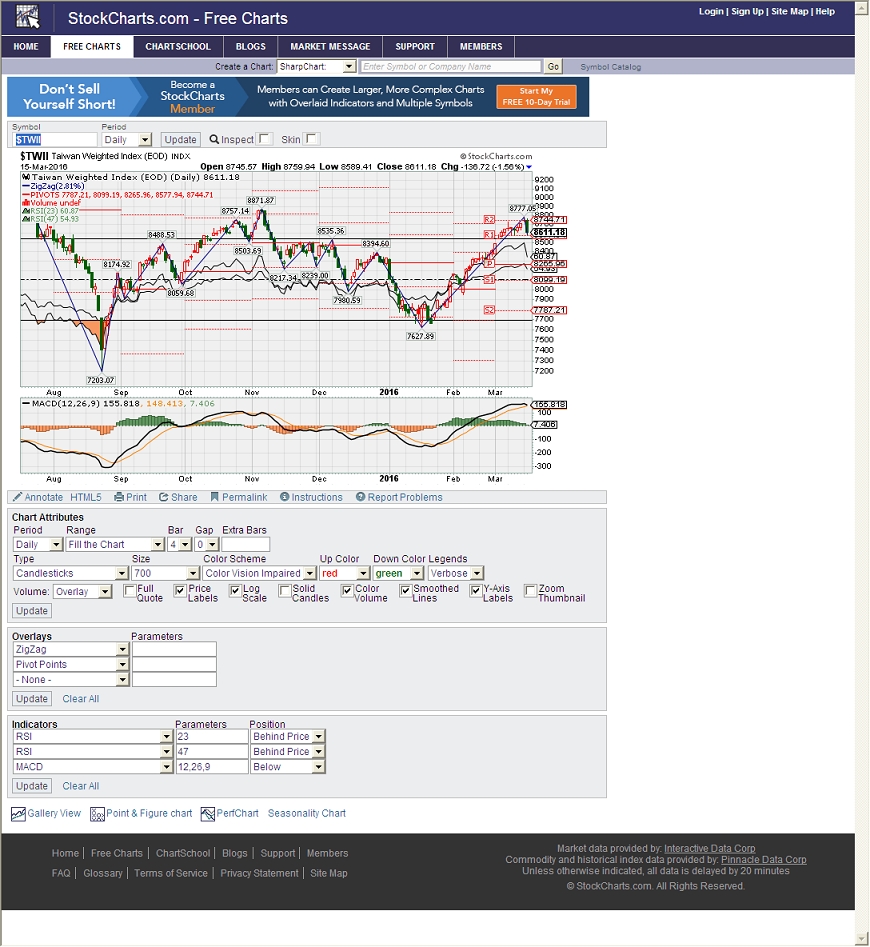 StockCharts.com - Free Charts
Login | Sign Up | Site Map | Help
HOME FREE CHARTS CHARTSCHOOL BLOGS MARKET MESSAGE SUPPORT MEMBERS
Create a Chart: SharpChart: Enter Symbol or Company Name Go Symbol Catalog
Don't Sell
Yourself Short!
Become a
StockCharts
Member
Members can Create Larger, More Complex Charts
with Overlaid Indicators and Multiple Symbols
Start My
FREE 10-Day Trial
Symbol Period
$TWII Daily Update Inspect Skin
$TWII Taiwan Weighted Index (EOD) INDX © StockCharts.com
15-Mar-2016 Open 8745.57 High 8759.94 Low 8589.41 Close 8611.18 Chg -136.72 (-1.56%)
Taiwan Weighted Index (EOD) (Daily) 8611.18
ZigZag(2.81%)
PIVOTS 7787.21, 8099.19, 8265.96, 8577.94, 8744.71
Volume undef
RSI(23) 60.87
RSI(47) 54.93
8871.87
8777.05
8757.14
8488.53
8535.36
8503.69
8394.60
8174.92
8217.34
8239.00
8059.68
7980.59
7627.89
7203.07
R2
R1
P
S1
S2
9200
9100
9000
8900
8744.71
8611.18
8500
8400
60.87
8265.96
54.93
8099.19
8000
7900
7787.21
7700
7600
7500
7400
7300
7200
Aug Sep Oct Nov Dec 2016 Feb Mar
MACD(12,26,9) 155.818, 148.413, 7.406
155.818
100
7.406
-100
-200
-300
Aug Sep Oct Nov Dec 2016 Feb Mar
Annotate HTML5 Print Share Permalink Instructions Report Problems
Chart Attributes
Period Range Bar Gap Extra Bars
Daily Fill the Chart 4 0
Type Size Color Scheme Up Color Down Color Legends
Candlesticks 700 Color Vision Impaired red green Verbose
Volume: Overlay Full Quote Price Labels Log Scale Solid Candles Color Volume Smoothed Lines Y-Axis Labels Zoom Thumbnail
Update
Overlays Parameters
ZigZag
Pivot Points
- None -
Update Clear All
Indicators Parameters Position
RSI 23 Behind Price
RSI 47 Behind Price
MACD 12,26,9 Below
Update Clear All
Gallery View Point & Figure chart PerfChart Seasonality Chart
Home | Free Charts | ChartSchool | Blogs | Support | Members
FAQ | Glossary | Terms of Service | Privacy Statement | Site Map
Market data provided by: Interactive Data Corp
Commodity and historical index data provided by: Pinnacle Data Corp
Unless otherwise indicated, all data is delayed by 20 minutes
© StockCharts.com. All Rights Reserved.